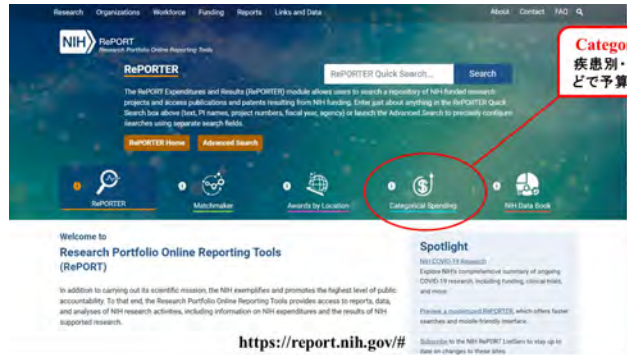 Research Organizations Workforce Funding Reports Links and Data About Contact FAQ
NIH RePORT
Research Portfolio Online Reporting Tools
Catego
疾患別・
どで予算
RePORTER
RePORTER Quick Search... Search
The RePORT Expenditures and Results (RePORTER) module allows users to search a repository of NIH-funded research
projects and access publications and patents resulting from NIH funding. Enter just about anything in the RePORTER Quick
Search box above (text, PI names, project numbers, fiscal year, agency) or launch the Advanced Search to precisely configure
searches using separate search fields.
RePORTER Home Advanced Search
RePORTER Matchmaker Awards by Location Categorical Spending NIH Data Book
Welcome to
Research Portfolio Online Reporting Tools
(RePORT)
In addition to carrying out its scientific mission, the NIH exemplifies and promotes the highest level of public
accountability. To that end, the Research Portfolio Online Reporting Tools provides access to reports, data,
and analyses of NIH research activities, including information on NIH expenditures and the results of NIH
supported research.
Spotlight
NIH COVID-19 Research
Explore NIH's comprehensive summary of ongoing
COVID-19 research, including funding, clinical trials,
and more.
Preview a modernized RePORTER, which offers faster
searches and mobile-friendly interface.
Subscribe to the NIH RePORT ListServ to stay up to
date on changes to these sites.
https://report.nih.gov/#